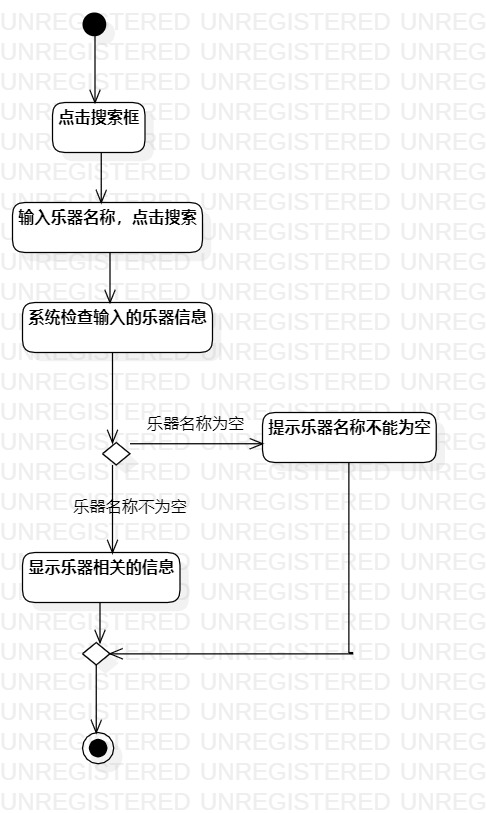 点击搜索框
输入乐器名称，点击搜索
系统检查输入的乐器信息
乐器名称为空
提示乐器名称不能为空
乐器名称不为空
显示乐器相关的信息
UNREGISTERED